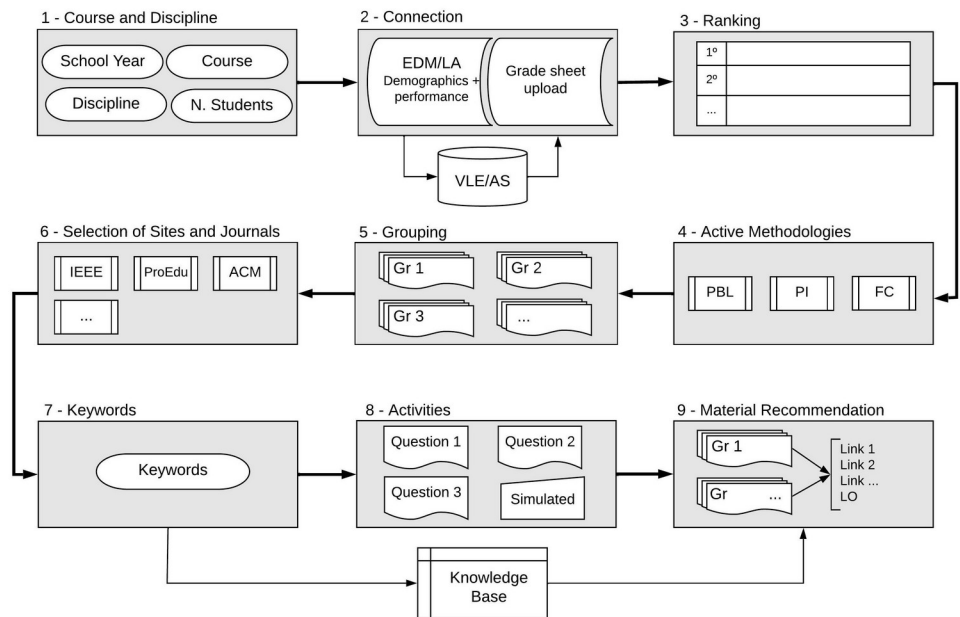 1 - Course and Discipline
School Year
Course
Discipline
N. Students
2 - Connection
EDM/LA
Demographics +
performance
Grade sheet
upload
VLE/AS
3 - Ranking
1º
2º
...
6 - Selection of Sites and Journals
IEEE
ProEdu
ACM
...
5 - Grouping
Gr 1
Gr 2
Gr 3
...
4 - Active Methodologies
PBL
PI
FC
7 - Keywords
Keywords
8 - Activities
Question 1
Question 2
Question 3
Simulated
9 - Material Recommendation
Gr 1
Gr ...
Link 1
Link 2
Link ...
LO
Knowledge
Base